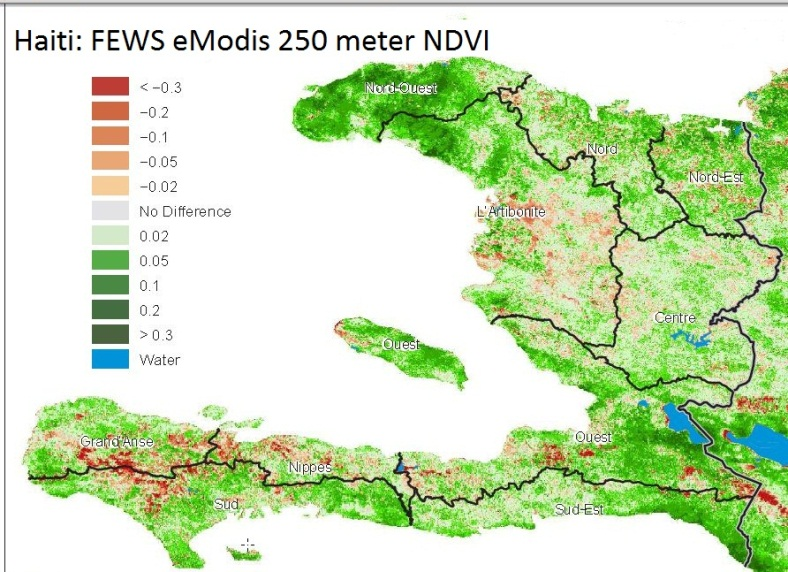 Haiti: FEWS eModis 250 meter NDVI
< −0.3
−0.2
−0.1
−0.05
−0.02
No Difference
0.02
0.05
0.1
0.2
> 0.3
Water
Nord-Ouest
Nord
Nord-Est
L'Artibonite
Centre
Ouest
Ouest
Grand'Anse
Nippes
Sud
Sud-Est